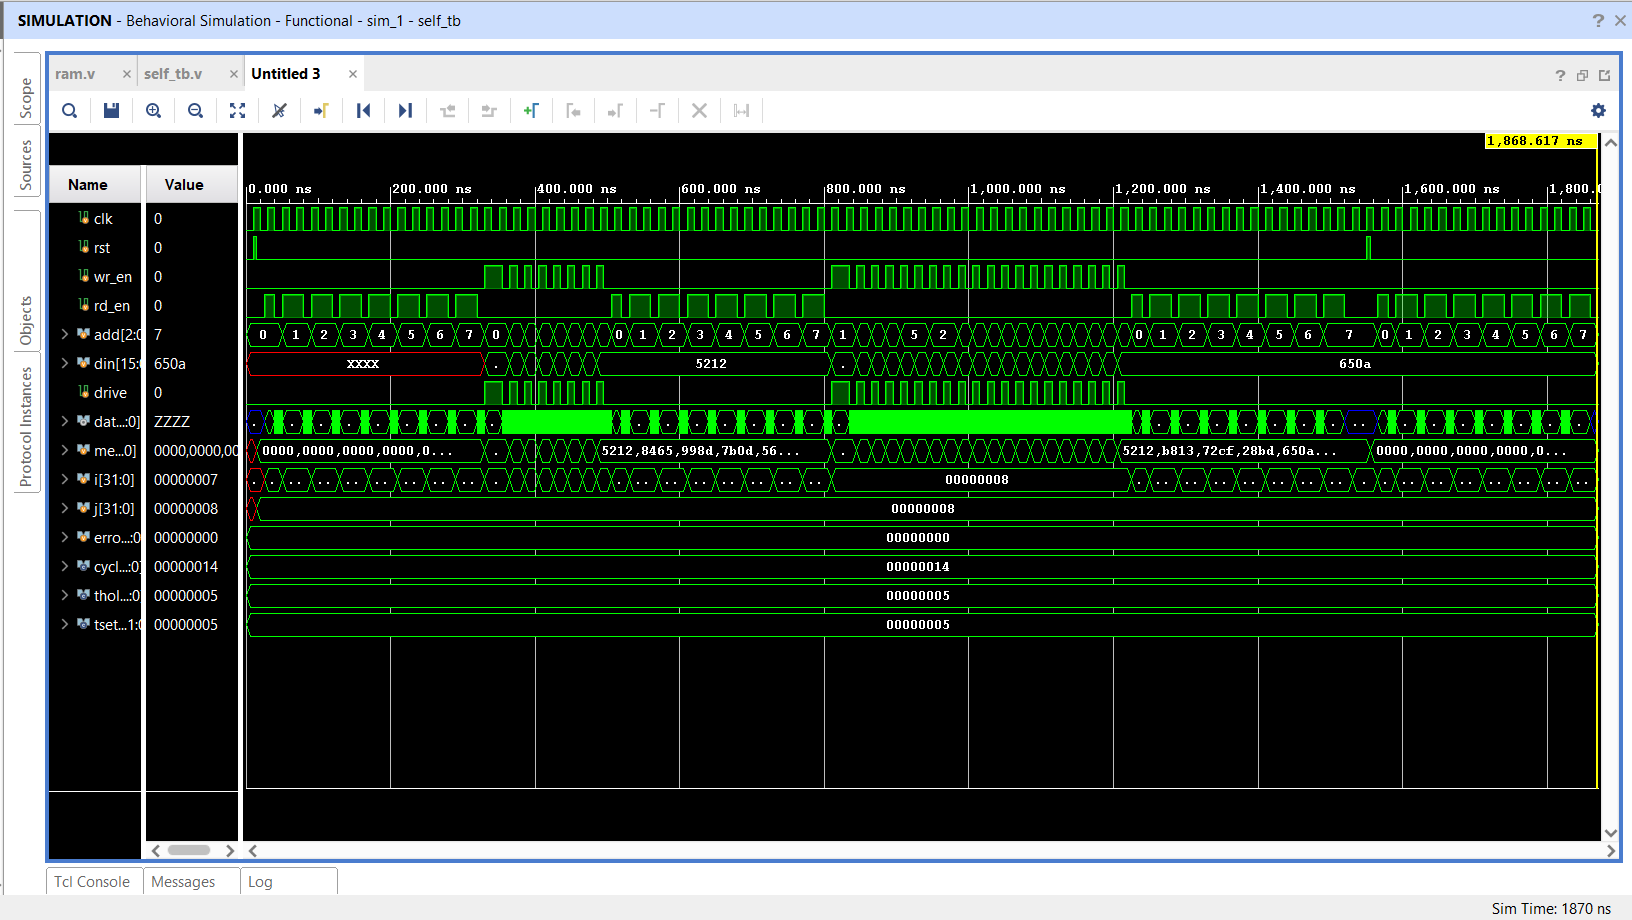 SIMULATION - Behavioral Simulation - Functional - sim_1 - self_tb
Scope
Sources
Objects
Protocol Instances
ram.v
self_tb.v
Untitled 3
1,868.617 ns
Name
Value
0.000 ns
200.000 ns
400.000 ns
600.000 ns
800.000 ns
1,000.000 ns
1,200.000 ns
1,400.000 ns
1,600.000 ns
1,800.0
clk 0
rst 0
wr_en 0
rd_en 0
add[2:0 7 0 1 2 3 4 5 6 7 0 0 1 2 3 4 5 6 7 1 5 2 0 1 2 3 4 5 6 7 0 1 2 3 4 5 6 7
din[15: 650a XXXX . 5212 . 650a
drive 0
dat...:0] ZZZZ
me...0] 0000,0000,00 0000,0000,0000,0000,0... . 5212,8465,998d,7b0d,56... . 5212,b813,72cf,28bd,650a... 0000,0000,0000,0000,0...
i[31:0] 00000007 00000008
j[31:0] 00000008 00000008
erro...:0 00000000 00000000
cycl...:0] 00000014 00000014
thol...:0] 00000005 00000005
tset...1:0 00000005 00000005
Tcl Console
Messages
Log
Sim Time: 1870 ns